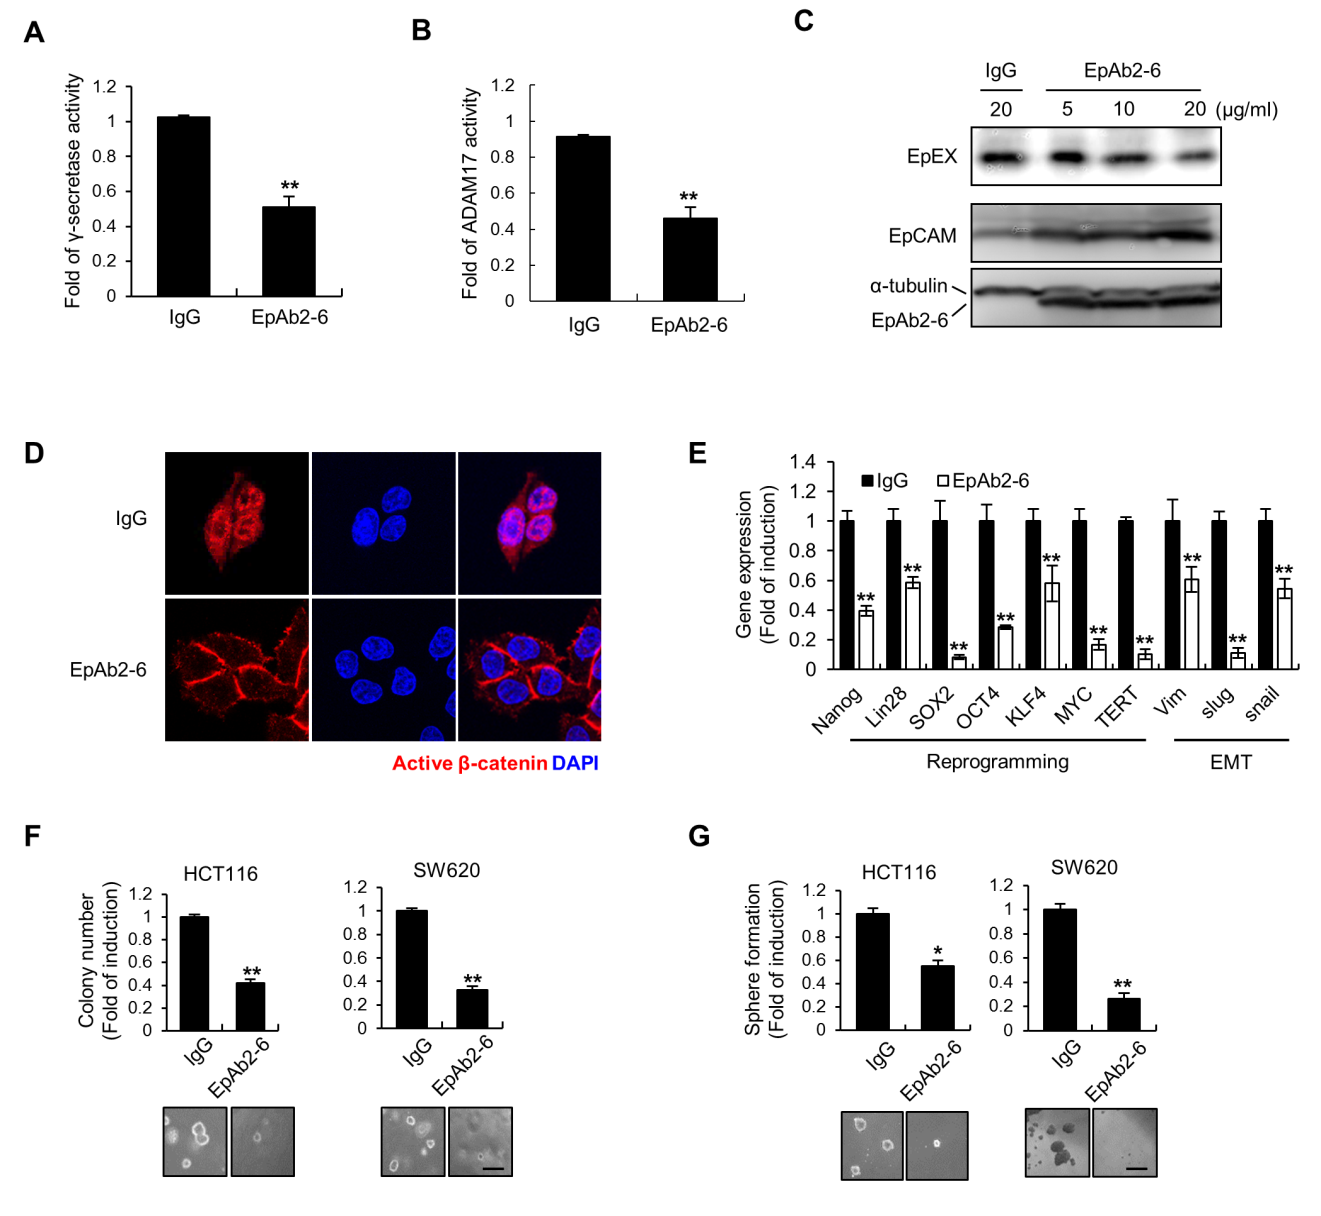 A
Fold of γ-secretase activity
1.2
1
0.8
0.6
0.4
0.2
0
**
IgG
EpAb2-6
B
Fold of ADAM17 activity
1.2
1
0.8
0.6
0.4
0.2
0
**
IgG
EpAb2-6
C
IgG
EpAb2-6
20
5
10
20
(μg/ml)
EpEX
EpCAM
α-tubulin
EpAb2-6
D
IgG
EpAb2-6
Active β-catenin DAPI
E
Gene expression
(Fold of induction)
1.4
1.2
1
0.8
0.6
0.4
0.2
0
IgG
EpAb2-6
**
**
**
**
**
**
**
**
**
**
Nanog
Lin28
SOX2
OCT4
KLF4
MYC
TERT
Vim
slug
snail
Reprogramming
EMT
F
Colony number
(Fold of induction)
HCT116
1.2
1
0.8
0.6
0.4
0.2
0
**
IgG
EpAb2-6
SW620
1.2
1
0.8
0.6
0.4
0.2
0
**
IgG
EpAb2-6
G
Sphere formation
(Fold of induction)
HCT116
1.2
1
0.8
0.6
0.4
0.2
0
*
IgG
EpAb2-6
SW620
1.2
1
0.8
0.6
0.4
0.2
0
**
IgG
EpAb2-6